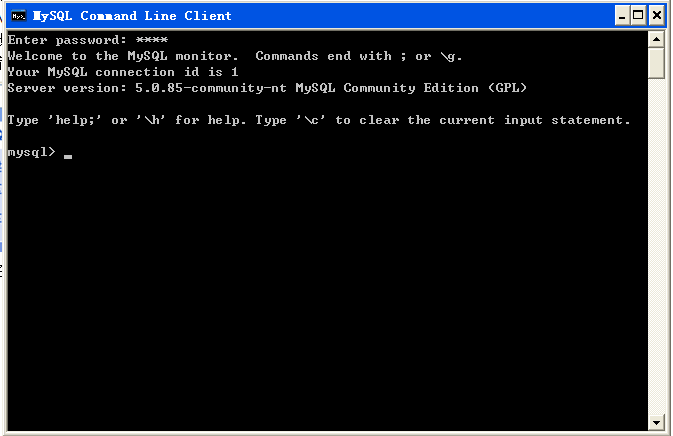 MySQL Command Line Client
Enter password: ****
Welcome to the MySQL monitor.  Commands end with ; or \g.
Your MySQL connection id is 1
Server version: 5.0.85-community-nt MySQL Community Edition (GPL)
Type 'help;' or '\h' for help. Type '\c' to clear the current input statement.
mysql> _